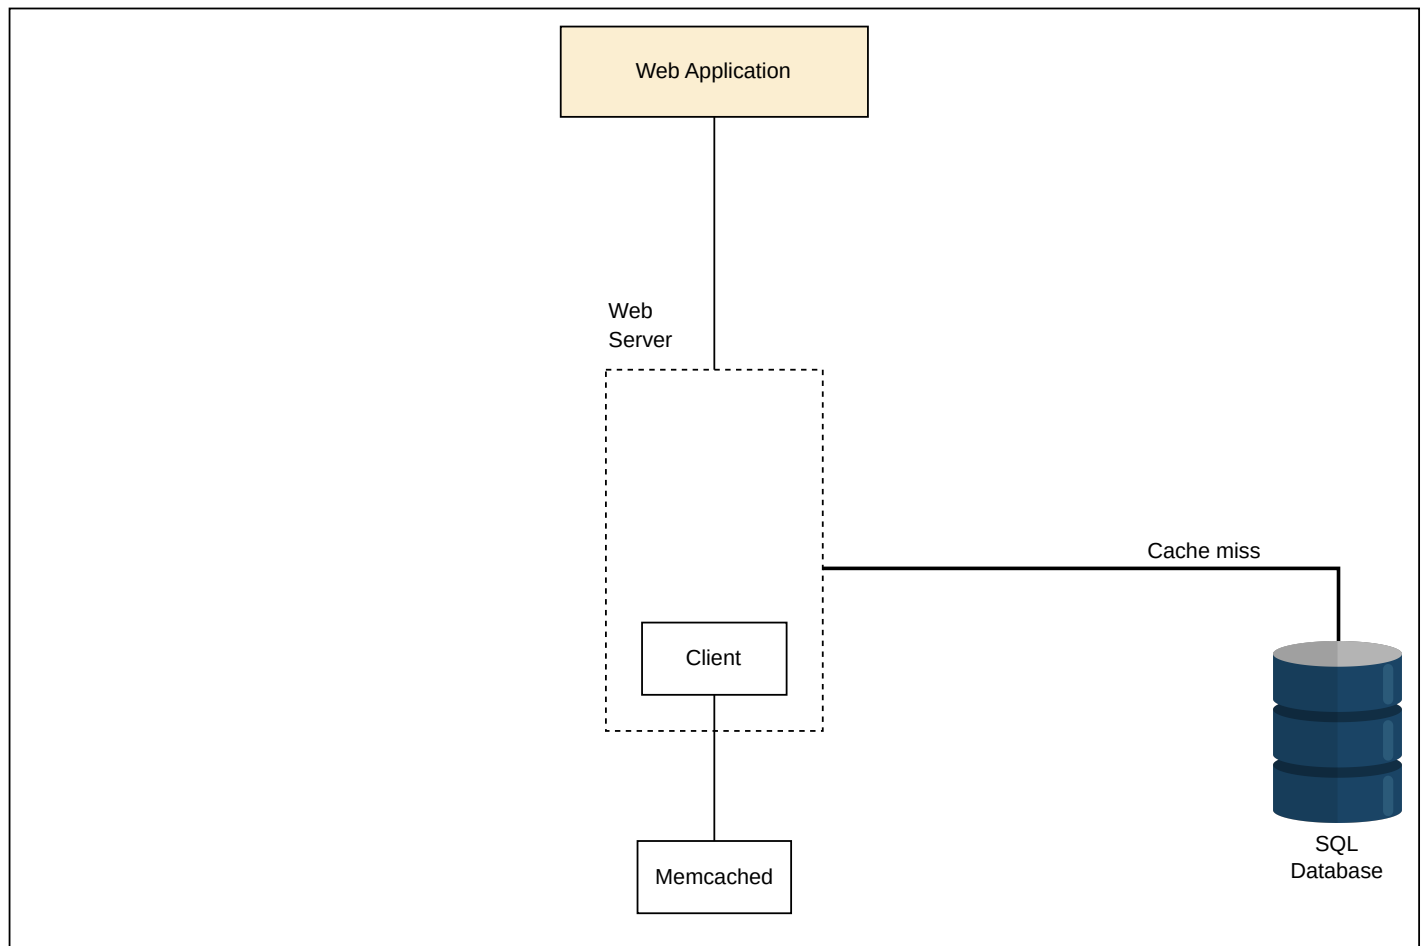 Web Application
Web
Server
Cache miss
Client
SQL
Database
Memcached